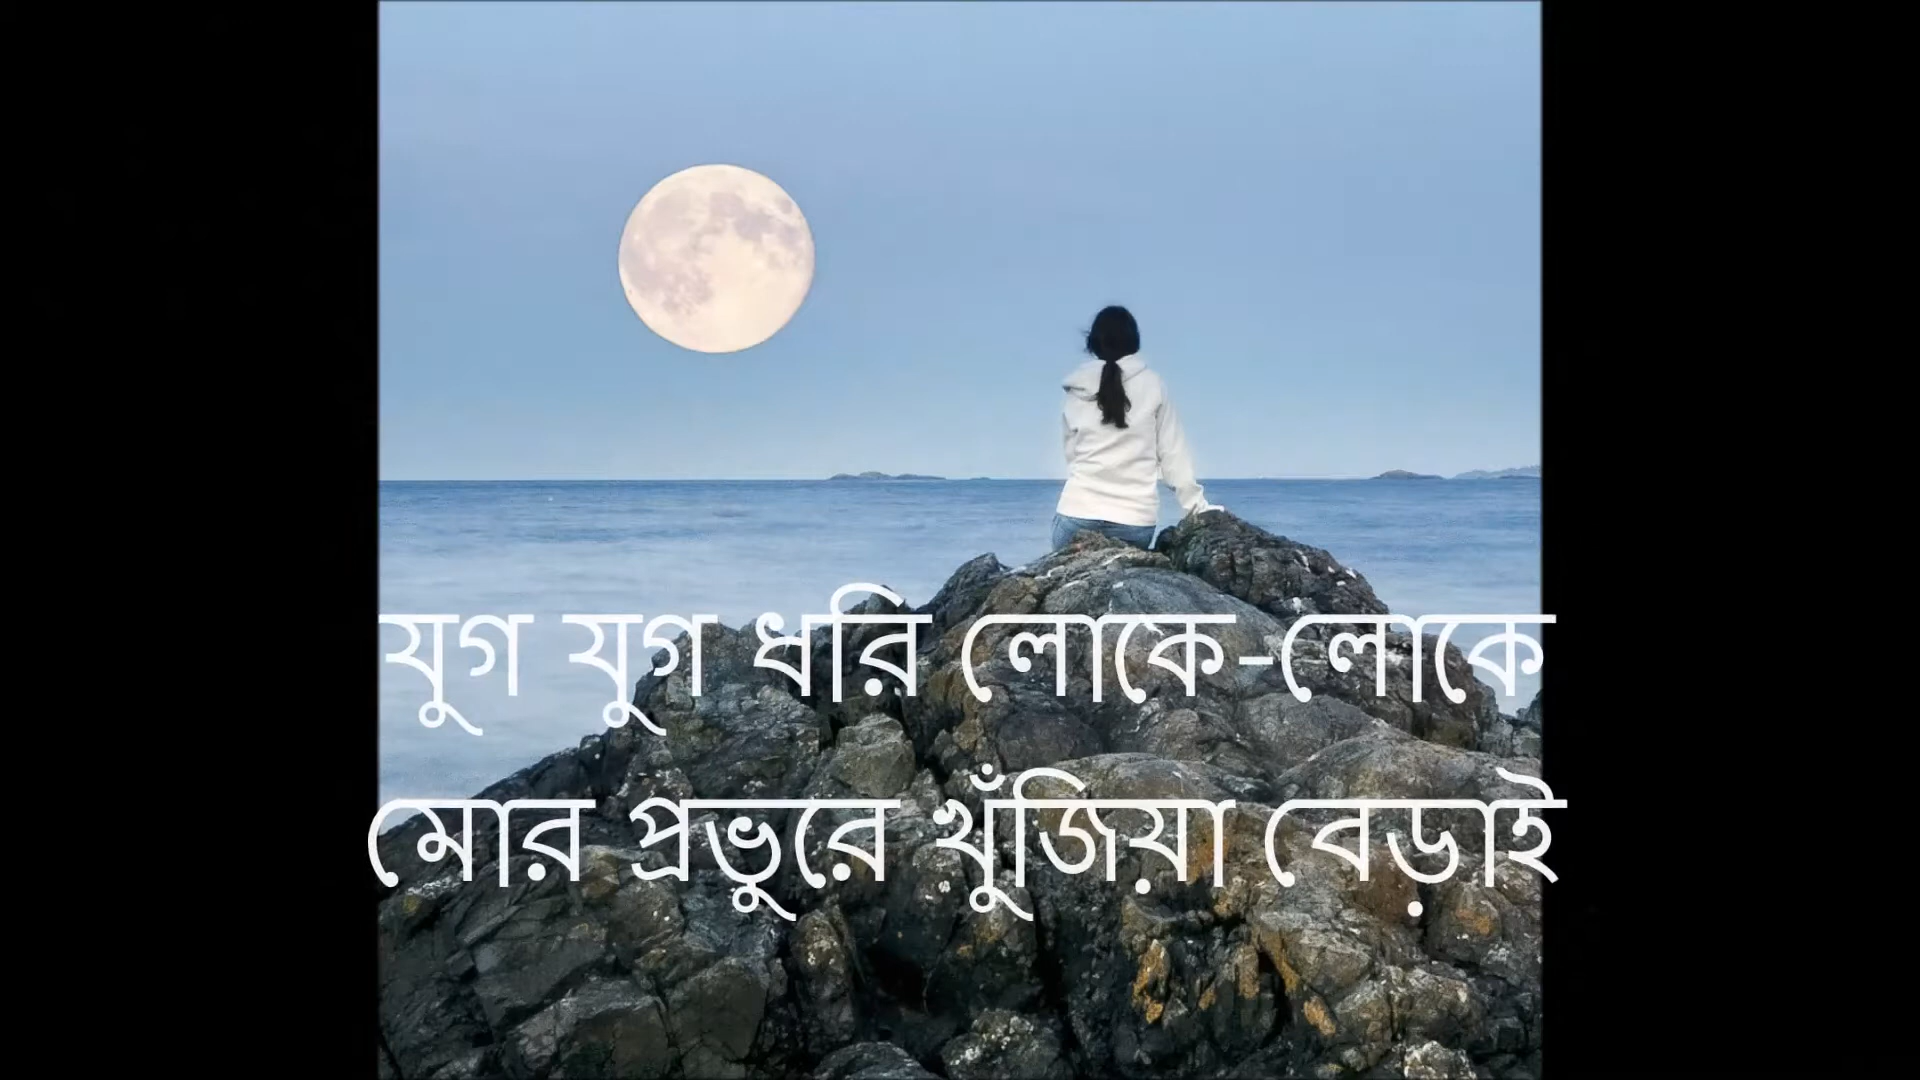 যুগ যুগ ধরি লোকে-লোকে
মোর প্রভুরে খুঁজিয়া বেড়াই